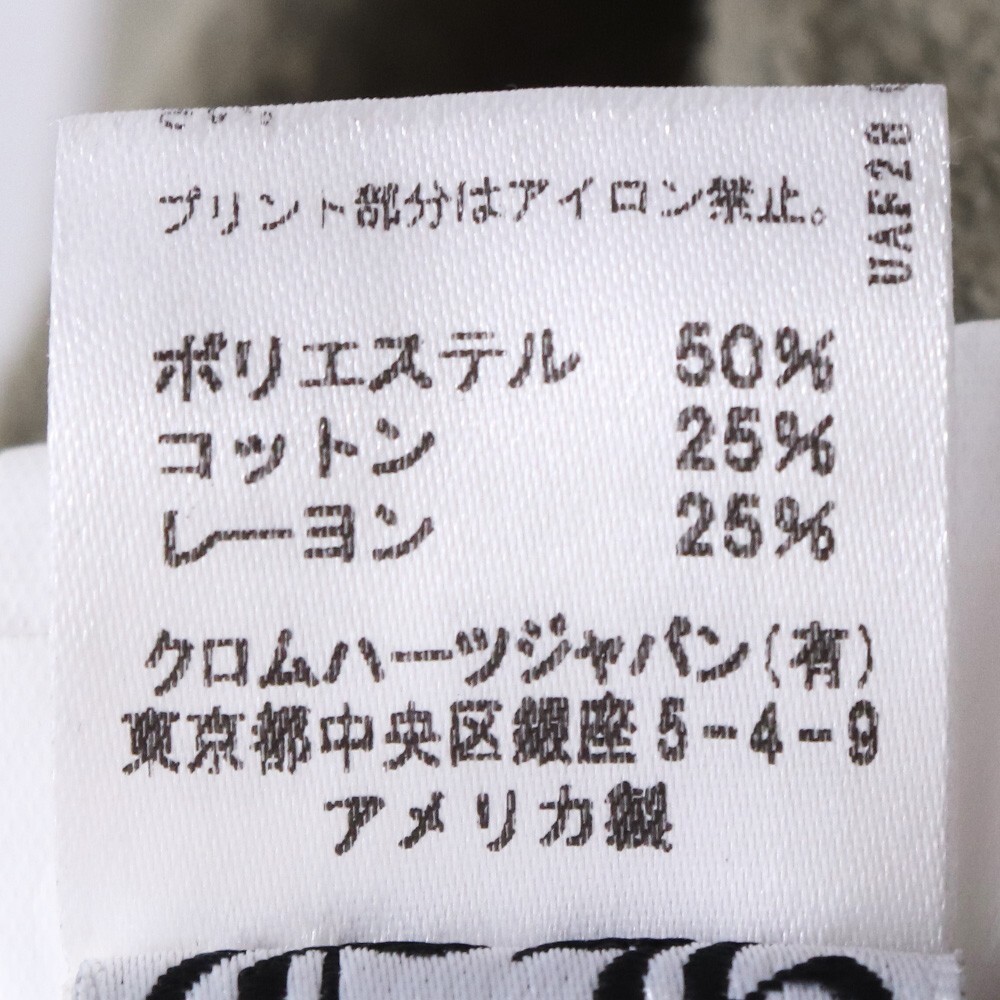 プリント部分はアイロン禁止。
UAF20
ポリエステル 50%
コットン 25%
レーヨン 25%
クロムハーツジャパン(有)
東京都中央区銀座5-4-9
アメリカ製